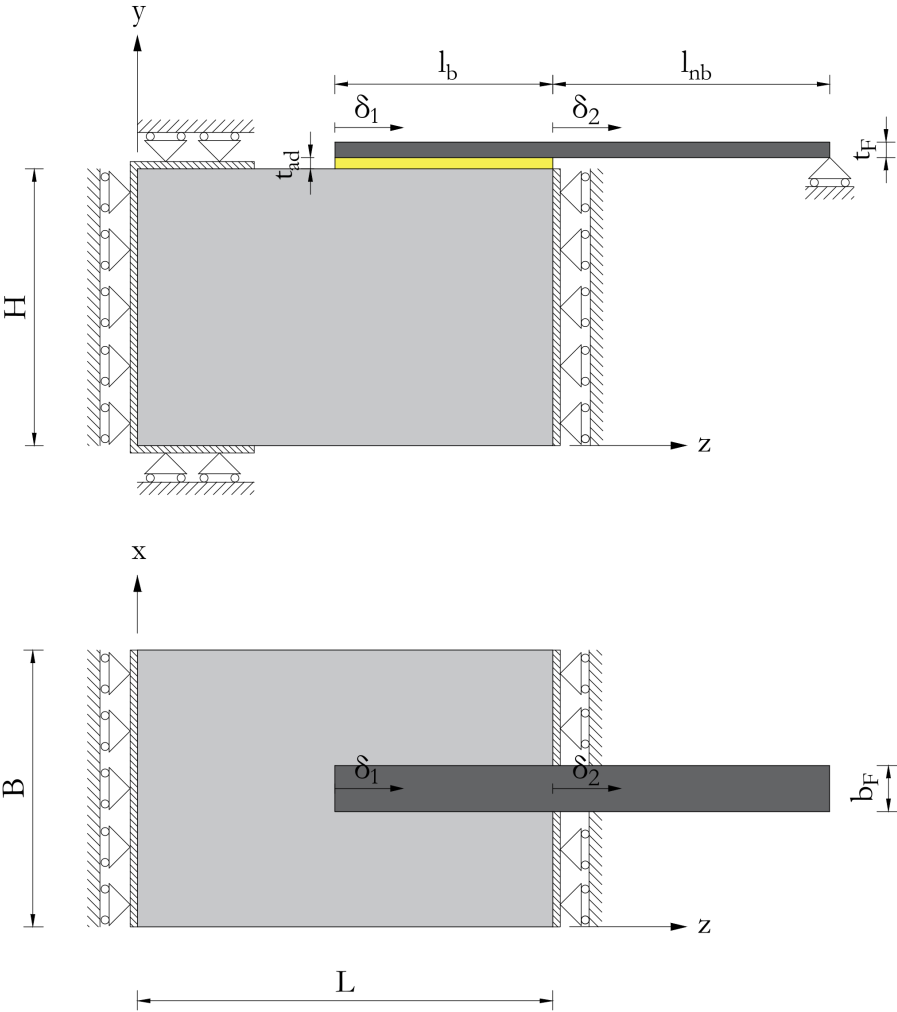 y
l_b
l_nb
δ_1
δ_2
t_ad
t_F
H
z
x
δ_1
δ_2
B
b_F
z
L